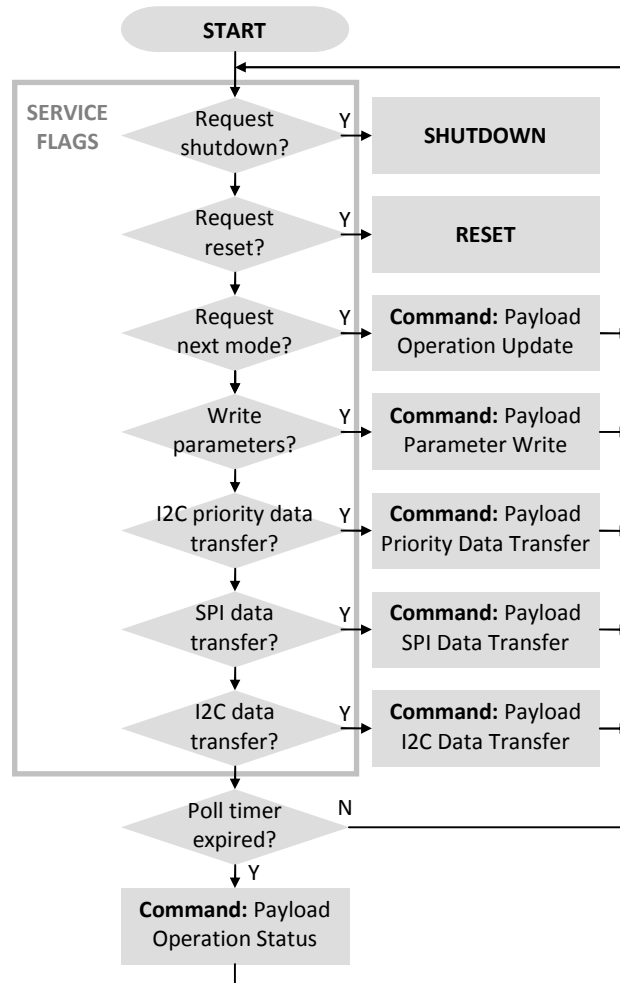 START
SERVICE
FLAGS
Request
shutdown?
Y
SHUTDOWN
Request
reset?
Y
RESET
Request
next mode?
Y
Command: Payload
Operation Update
Write
parameters?
Y
Command: Payload
Parameter Write
I2C priority data
transfer?
Y
Command: Payload
Priority Data Transfer
SPI data
transfer?
Y
Command: Payload
SPI Data Transfer
I2C data
transfer?
Y
Command: Payload
I2C Data Transfer
Poll timer
expired?
N
Y
Command: Payload
Operation Status